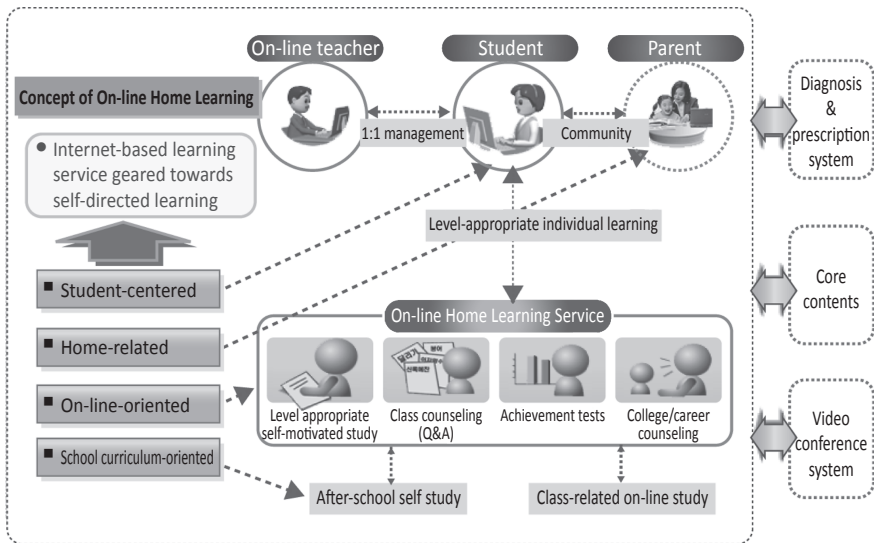 On-line teacher
Student
Parent
Concept of On-line Home Learning
1:1 management
Community
Diagnosis
&
prescription
system
• Internet-based learning
service geared towards
self-directed learning
Level-appropriate individual learning
■ Student-centered
■ Home-related
■ On-line-oriented
■ School curriculum-oriented
Core
contents
On-line Home Learning Service
Level appropriate
self-motivated study
Class counseling
(Q&A)
Achievement tests
College/career
counseling
Video
conference
system
After-school self study
Class-related on-line study